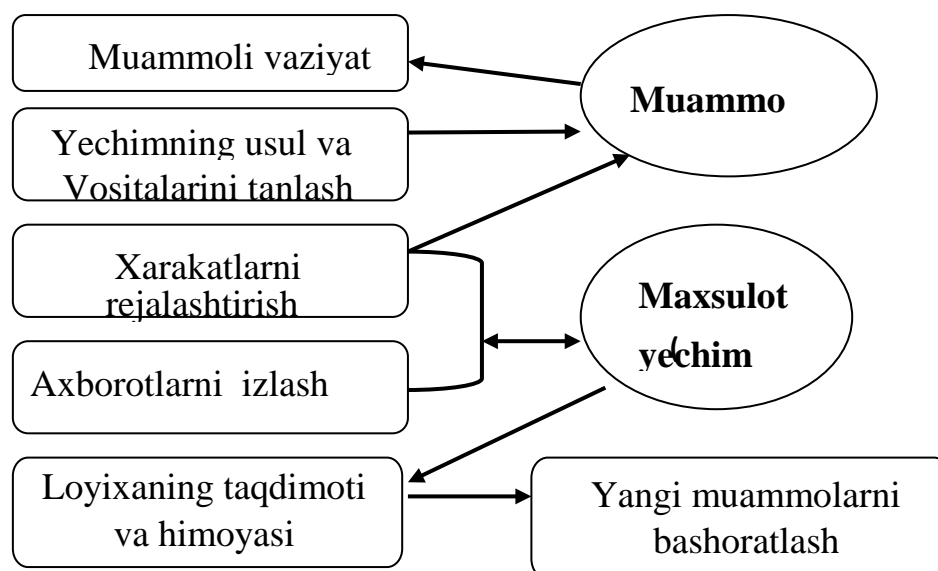 Muammoli vaziyat
Muammo
Yechimning usul va
Vositalarini tanlash
Xarakatlarni
rejalashtirish
Maxsulot
yechim
Axborotlarni izlash
Loyixaning taqdimoti
va himoyasi
Yangi muammolarni
bashoratlash